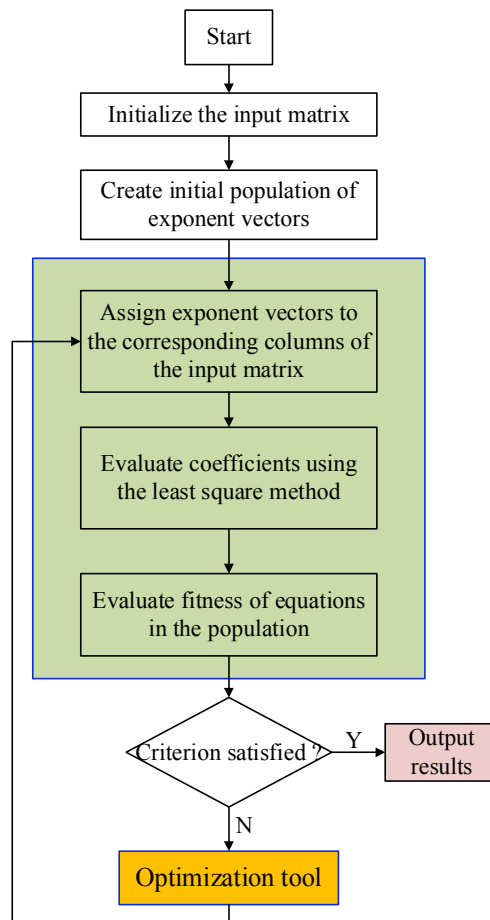 Start
Initialize the input matrix
Create initial population of
exponent vectors
Assign exponent vectors to
the corresponding columns of
the input matrix
Evaluate coefficients using
the least square method
Evaluate fitness of equations
in the population
Criterion satisfied ?
Y
Output
results
N
Optimization tool